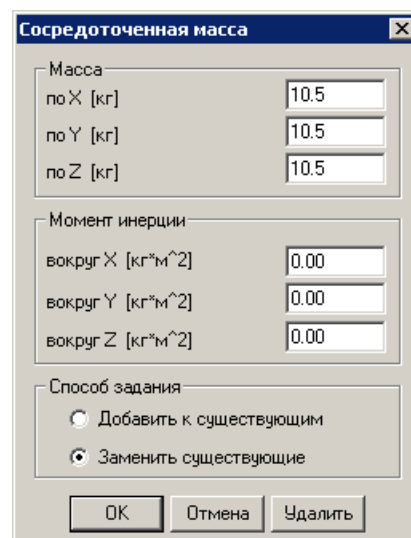 Сосредоточенная масса
Масса
по X [кг] 10.5
по Y [кг] 10.5
по Z [кг] 10.5
Момент инерции
вокруг X [кг*м^2] 0.00
вокруг Y [кг*м^2] 0.00
вокруг Z [кг*м^2] 0.00
Способ задания
Добавить к существующим
Заменить существующие
OK Отмена Удалить